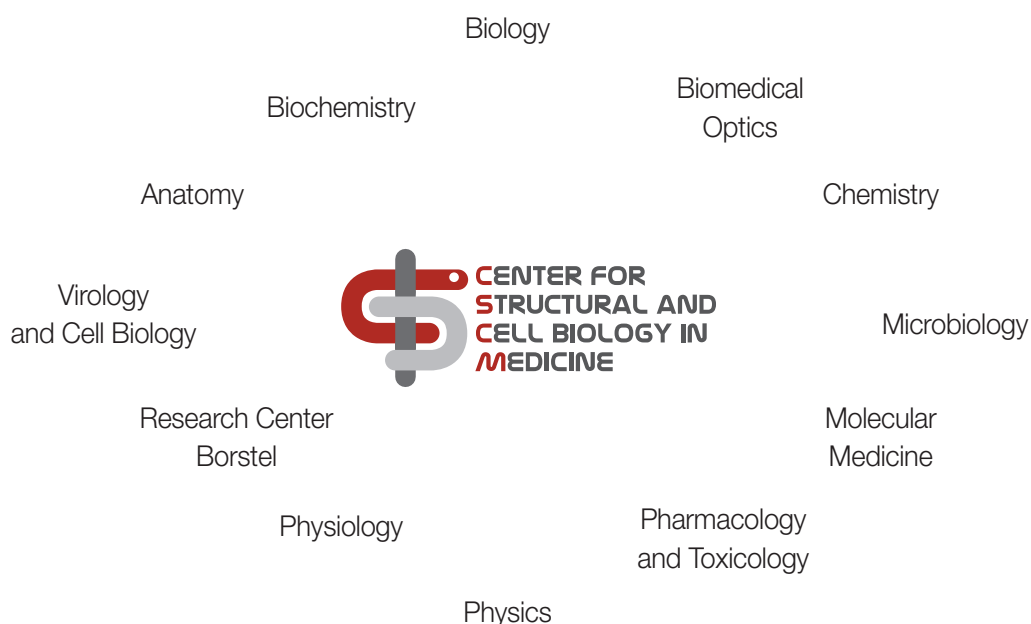 Biology
Biochemistry
Biomedical
Optics
Anatomy
Chemistry
CENTER FOR
STRUCTURAL AND
CELL BIOLOGY IN
MEDICINE
Virology
and Cell Biology
Microbiology
Research Center
Borstel
Molecular
Medicine
Physiology
Pharmacology
and Toxicology
Physics